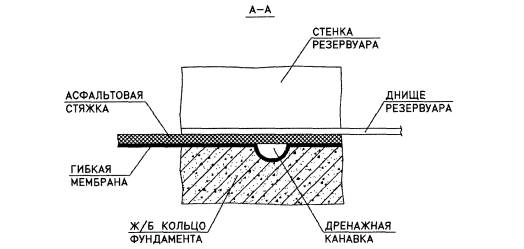 А–А
СТЕНКА
РЕЗЕРВУАРА
АСФАЛЬТОВАЯ
СТЯЖКА
ДНИЩЕ
РЕЗЕРВУАРА
ГИБКАЯ
МЕМБРАНА
Ж/Б КОЛЬЦО
ФУНДАМЕНТА
ДРЕНАЖНАЯ
КАНАВКА